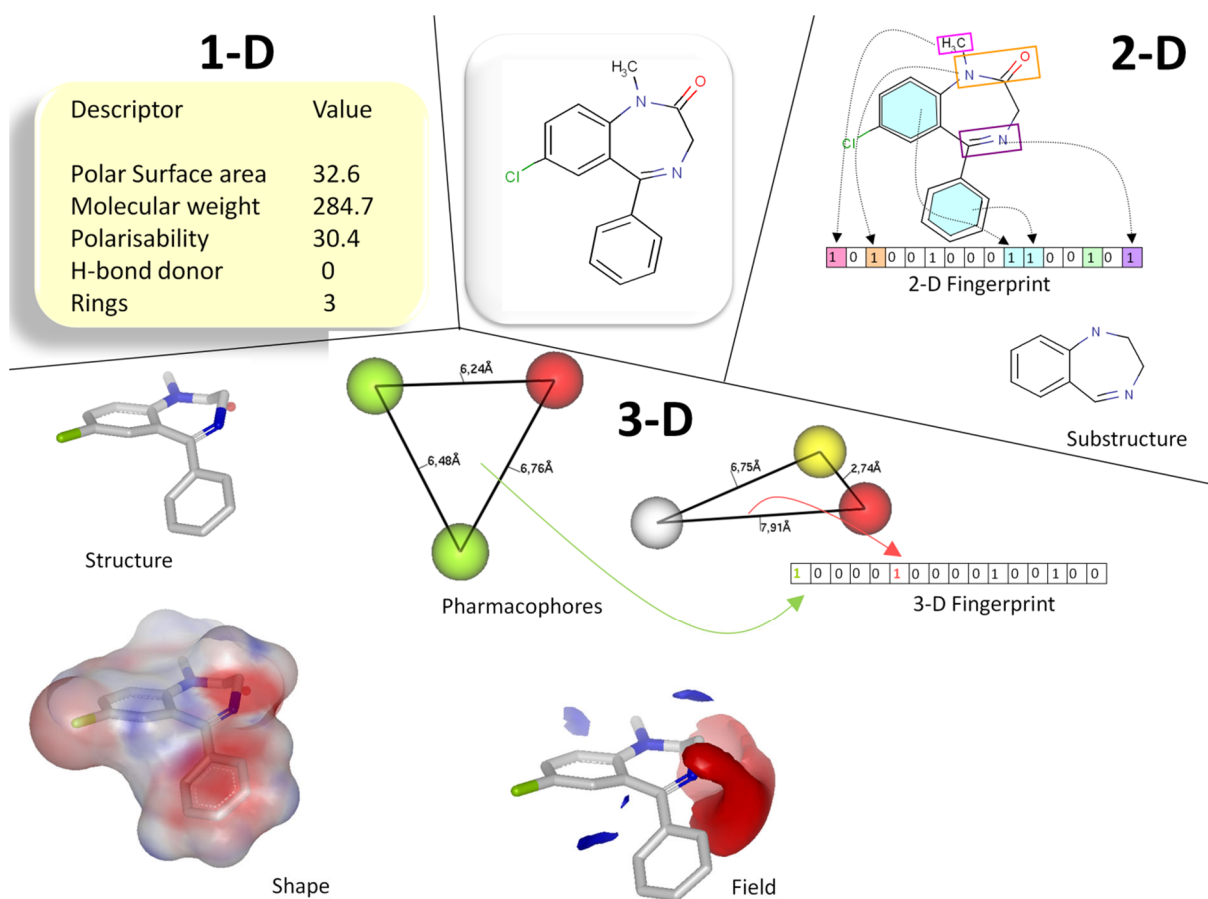 1-D
Descriptor Value
Polar Surface area 32.6
Molecular weight 284.7
Polarisability 30.4
H-bond donor 0
Rings 3
H₃C
N
O
Cl
N
2-D
H₃C
N
O
Cl
N
1 0 1 0 0 1 0 0 0 1 1 0 0 1 0 1
2-D Fingerprint
N
N
Substructure
3-D
6,24Å
6,48Å
6,76Å
Pharmacophores
6,75Å
2,74Å
7,91Å
1 0 0 0 0 1 0 0 0 0 1 0 0 1 0 0
3-D Fingerprint
Structure
Shape
Field